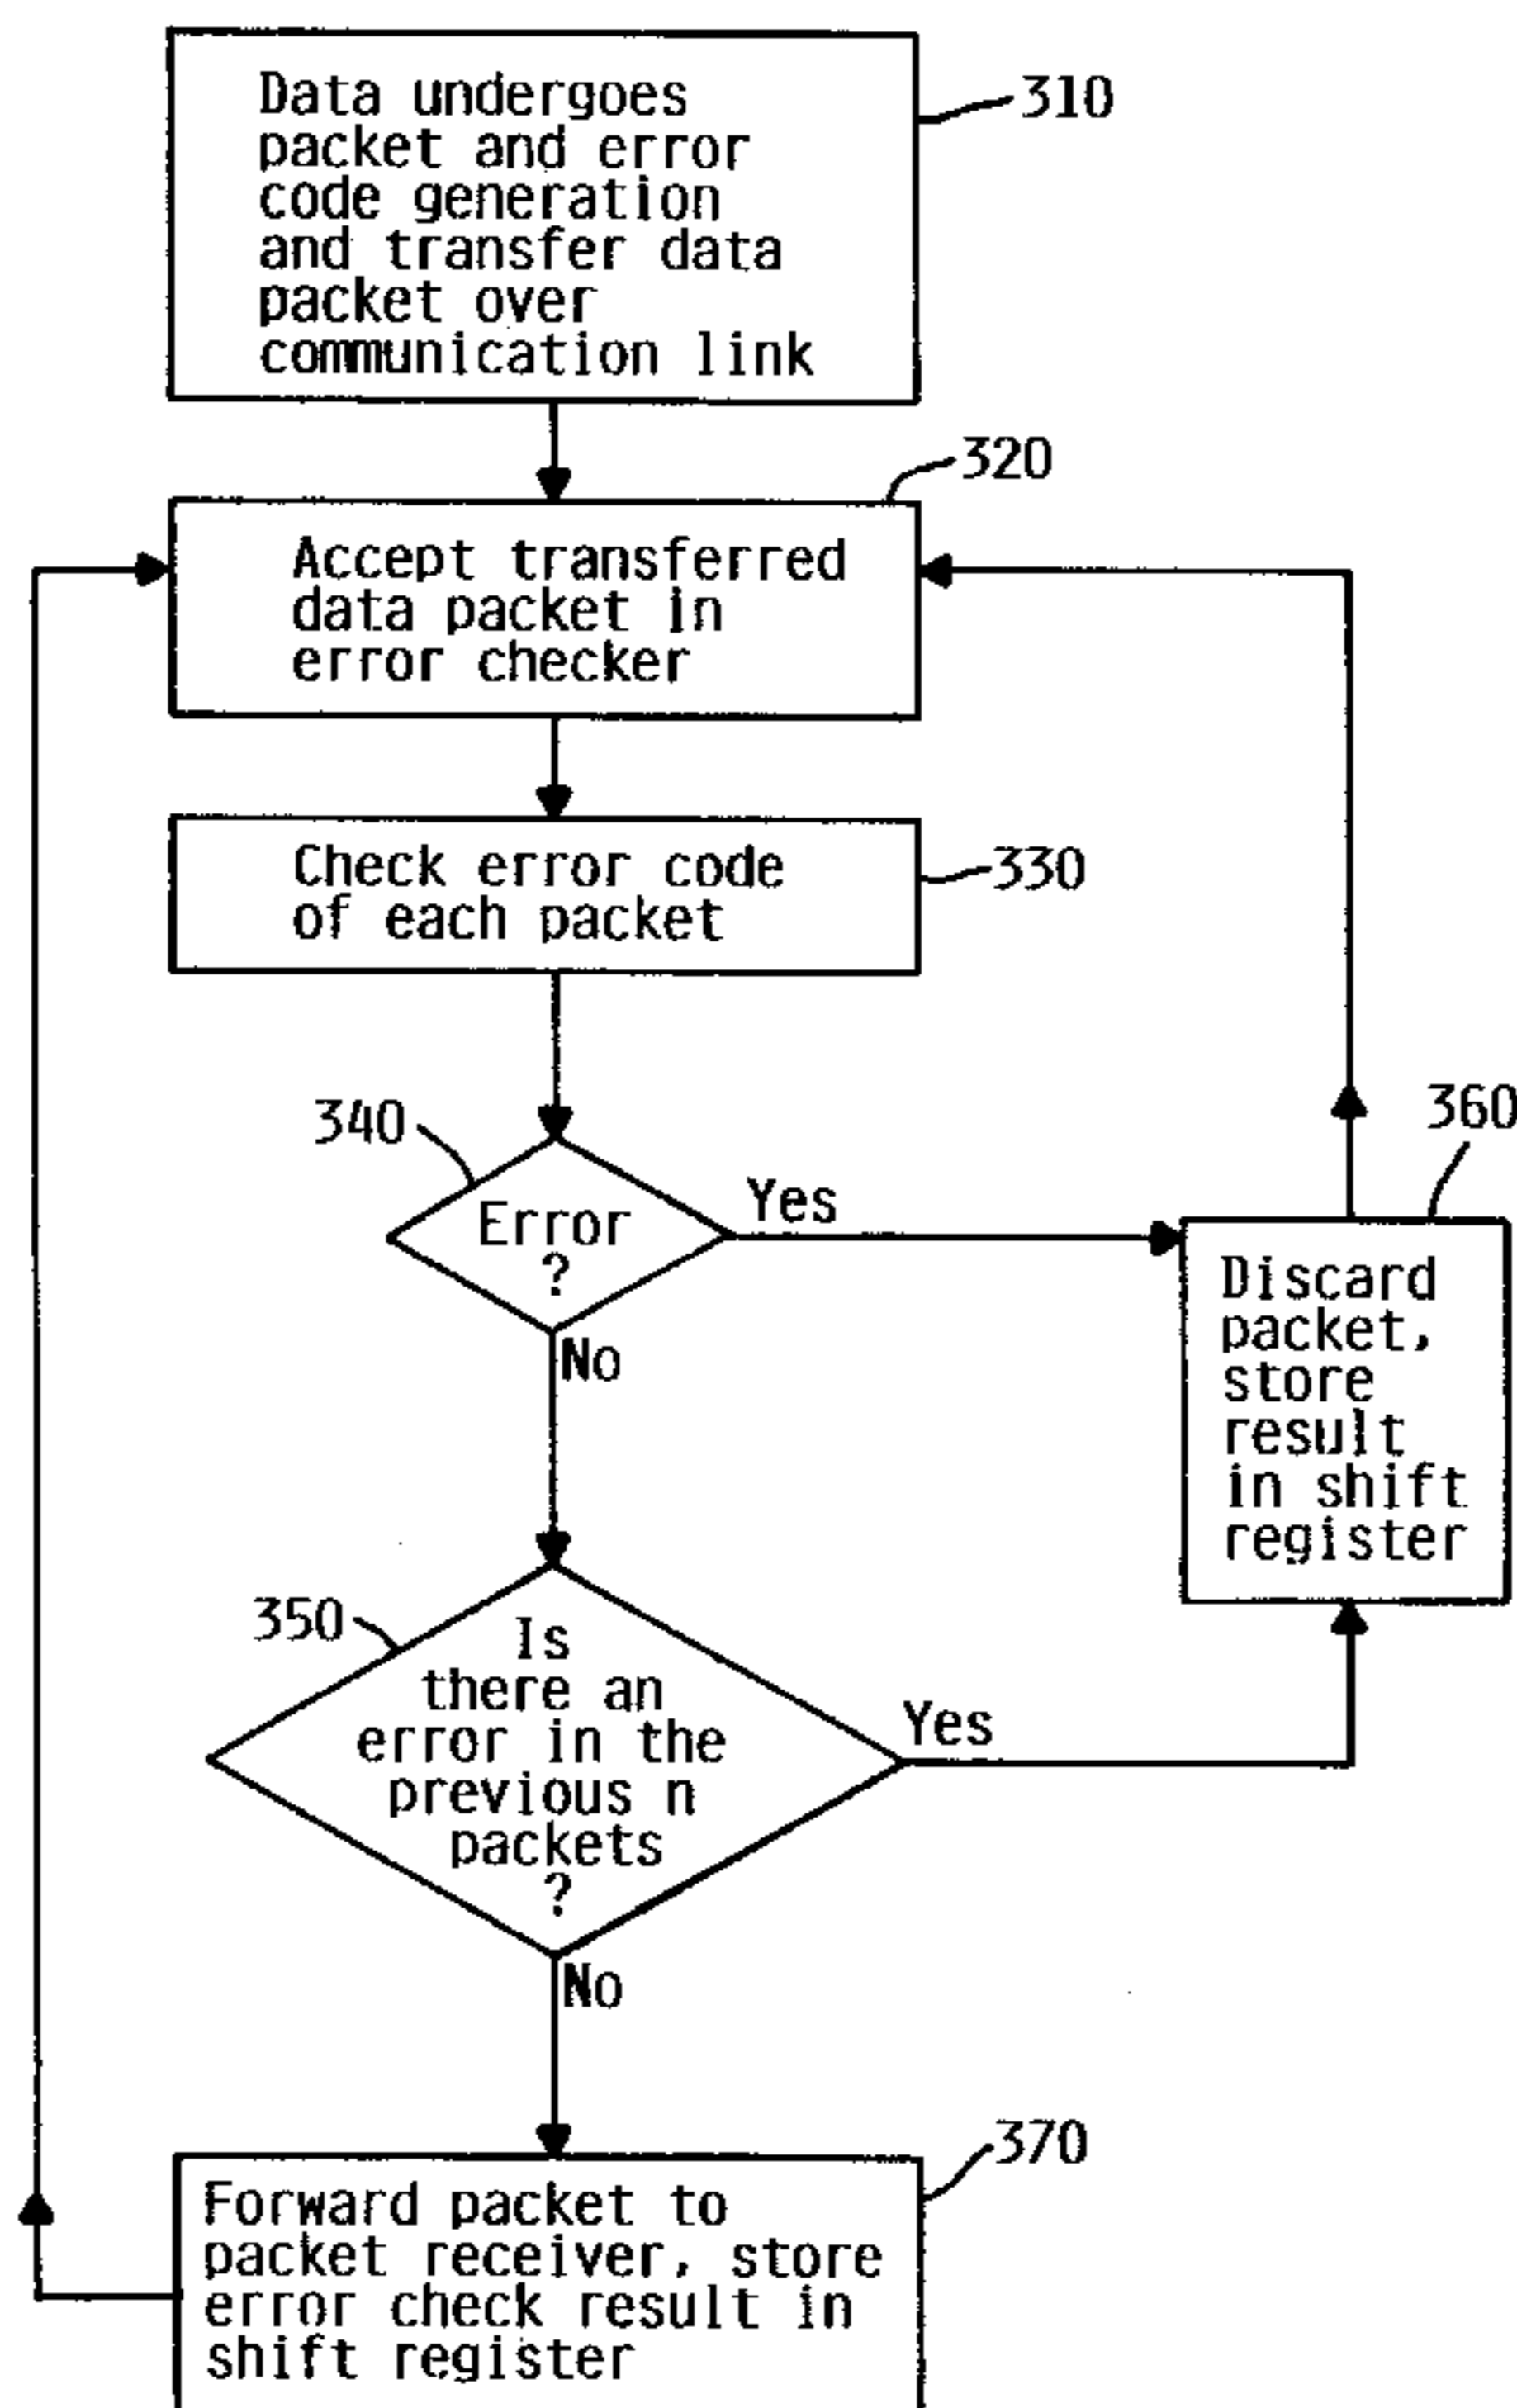 Data undergoes
packet and error
code generation
and transfer data
packet over
communication link
310
320
Accept transferred
data packet in
error checker
Check error code
of each packet
330
340
Error
?
Yes
No
360
Discard
packet,
store
result
in shift
register
350
Is
there an
error in the
previous n
packets
?
Yes
No
370
Forward packet to
packet receiver, store
error check result in
shift register